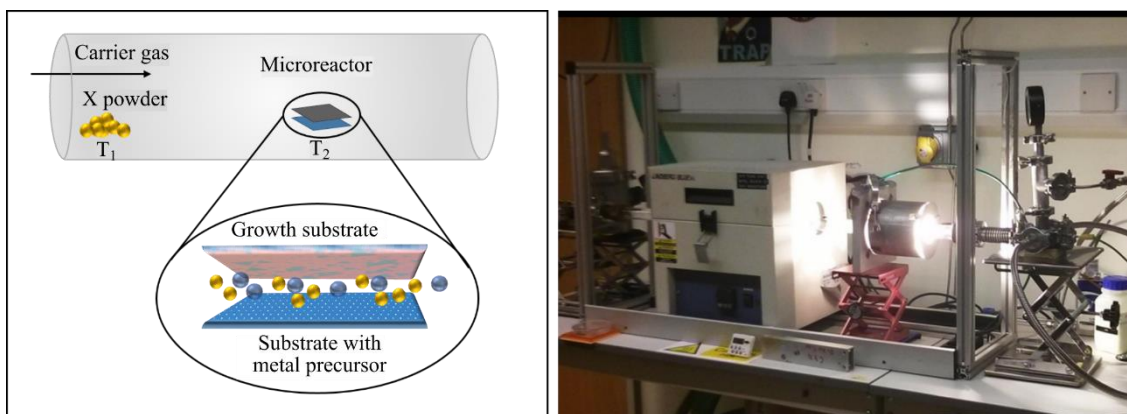 Carrier gas
Microreactor
X powder
T₁
T₂
Growth substrate
Substrate with
metal precursor
TRAP